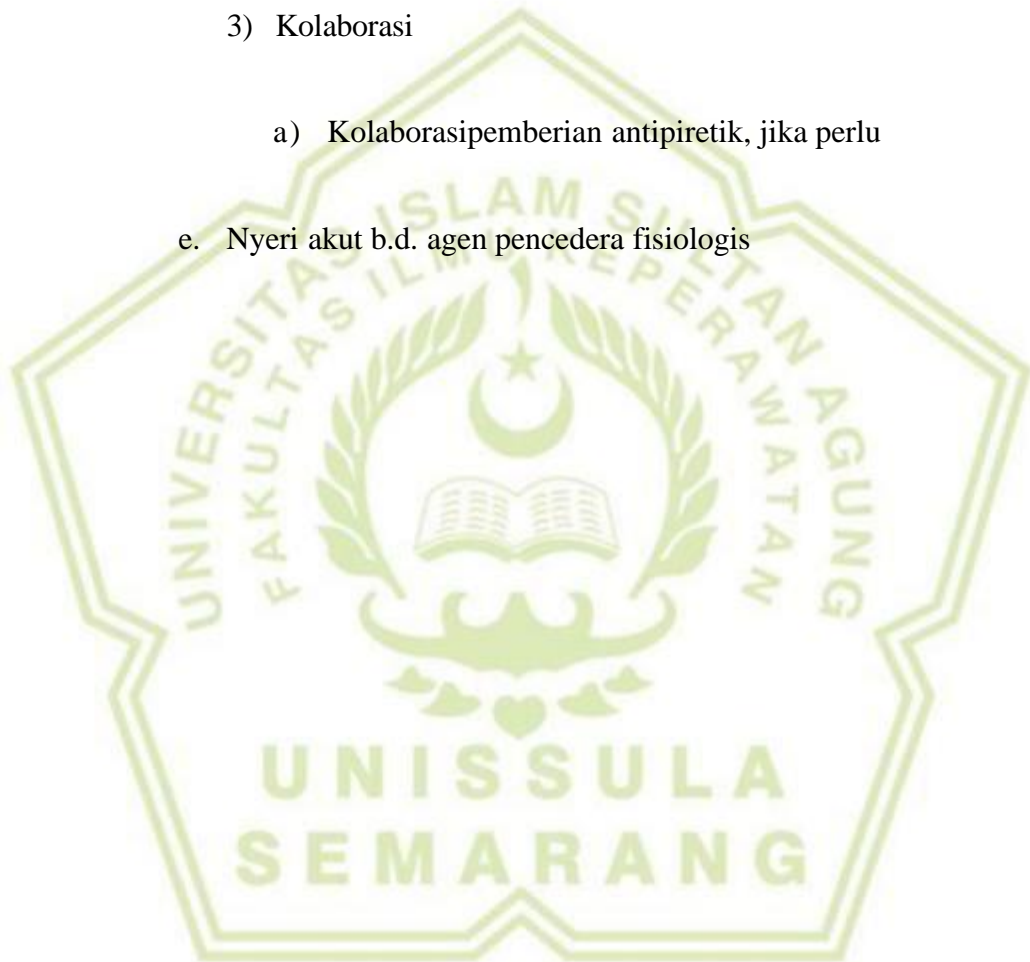 3) Kolaborasi
a) Kolaborasipemberian antipiretik, jika perlu
e. Nyeri akut b.d. agen pencedera fisiologis
UNIVERSITAS ISLAM SULTAN AGUNG
FAKULTAS ILMU KEPERAWATAN
UNISSULA
SEMARANG